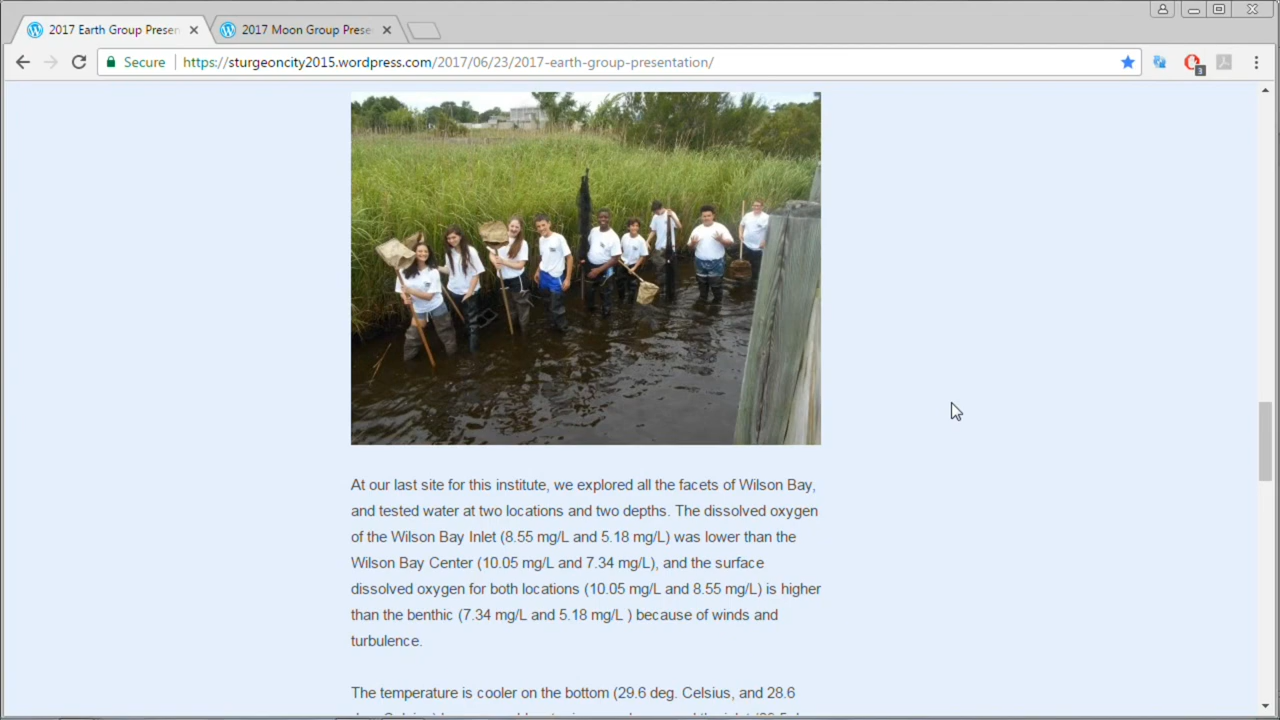 2017 Earth Group Presen
2017 Moon Group Prese
Secure
https://sturgeoncity2015.wordpress.com/2017/06/23/2017-earth-group-presentation/
3
At our last site for this institute, we explored all the facets of Wilson Bay,
and tested water at two locations and two depths. The dissolved oxygen
of the Wilson Bay Inlet (8.55 mg/L and 5.18 mg/L) was lower than the
Wilson Bay Center (10.05 mg/L and 7.34 mg/L), and the surface
dissolved oxygen for both locations (10.05 mg/L and 8.55 mg/L) is higher
than the benthic (7.34 mg/L and 5.18 mg/L ) because of winds and
turbulence.
The temperature is cooler on the bottom (29.6 deg. Celsius, and 28.6